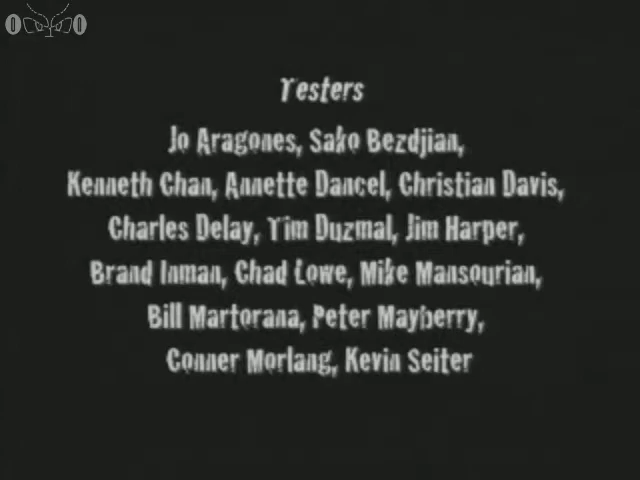 Testers
Jo Aragones, Sako Bezdjian,
Kenneth Chan, Annette Dancel, Christian Davis,
Charles Delay, Tim Duzmal, Jim Harper,
Brand Inman, Chad Lowe, Mike Mansourian,
Bill Martorana, Peter Mayberry,
Conner Morlang, Kevin Seiter